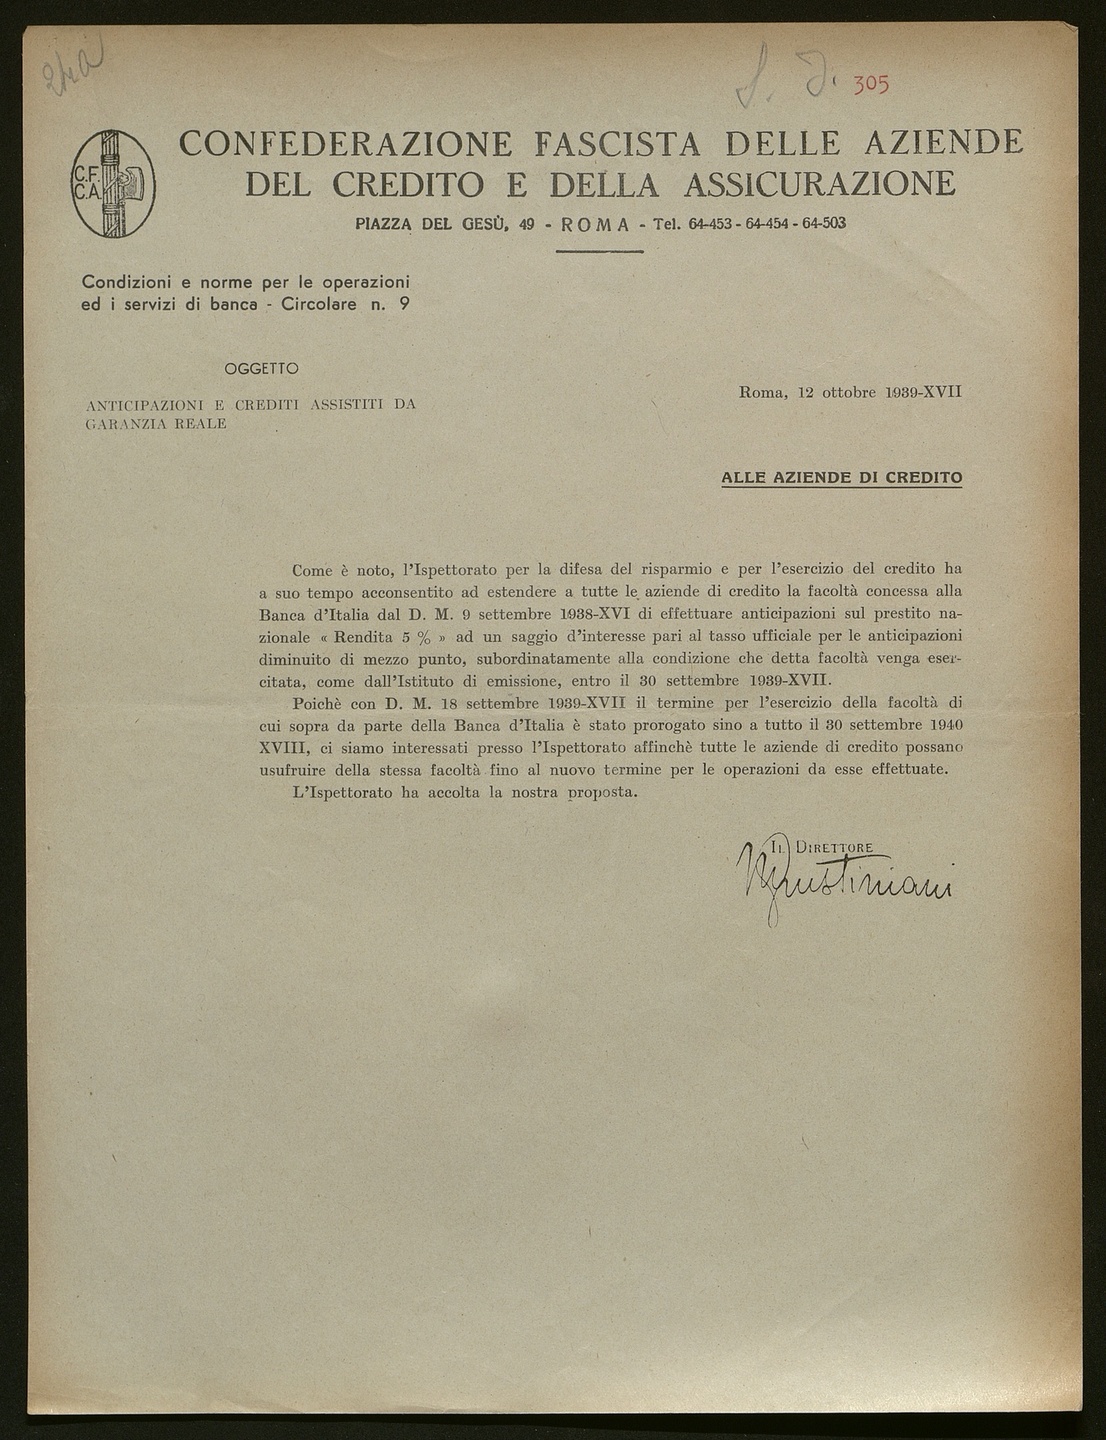 24a
S. J. 305
C.F.
C.A.
CONFEDERAZIONE FASCISTA DELLE AZIENDE
DEL CREDITO E DELLA ASSICURAZIONE
PIAZZA DEL GESÙ, 49 - ROMA - Tel. 64-453 - 64-454 - 64-503
Condizioni e norme per le operazioni
ed i servizi di banca - Circolare n. 9
OGGETTO
ANTICIPAZIONI E CREDITI ASSISTITI DA
GARANZIA REALE
Roma, 12 ottobre 1939-XVII
ALLE AZIENDE DI CREDITO
Come è noto, l'Ispettorato per la difesa del risparmio e per l'esercizio del credito ha
a suo tempo acconsentito ad estendere a tutte le aziende di credito la facoltà concessa alla
Banca d'Italia dal D. M. 9 settembre 1938-XVI di effettuare anticipazioni sul prestito na-
zionale « Rendita 5 % » ad un saggio d'interesse pari al tasso ufficiale per le anticipazioni
diminuito di mezzo punto, subordinatamente alla condizione che detta facoltà venga eser-
citata, come dall'Istituto di emissione, entro il 30 settembre 1939-XVII.
Poichè con D. M. 18 settembre 1939-XVII il termine per l'esercizio della facoltà di
cui sopra da parte della Banca d'Italia è stato prorogato sino a tutto il 30 settembre 1940
XVIII, ci siamo interessati presso l'Ispettorato affinchè tutte le aziende di credito possano
usufruire della stessa facoltà fino al nuovo termine per le operazioni da esse effettuate.
L'Ispettorato ha accolta la nostra proposta.
IL DIRETTORE
Giustiniani